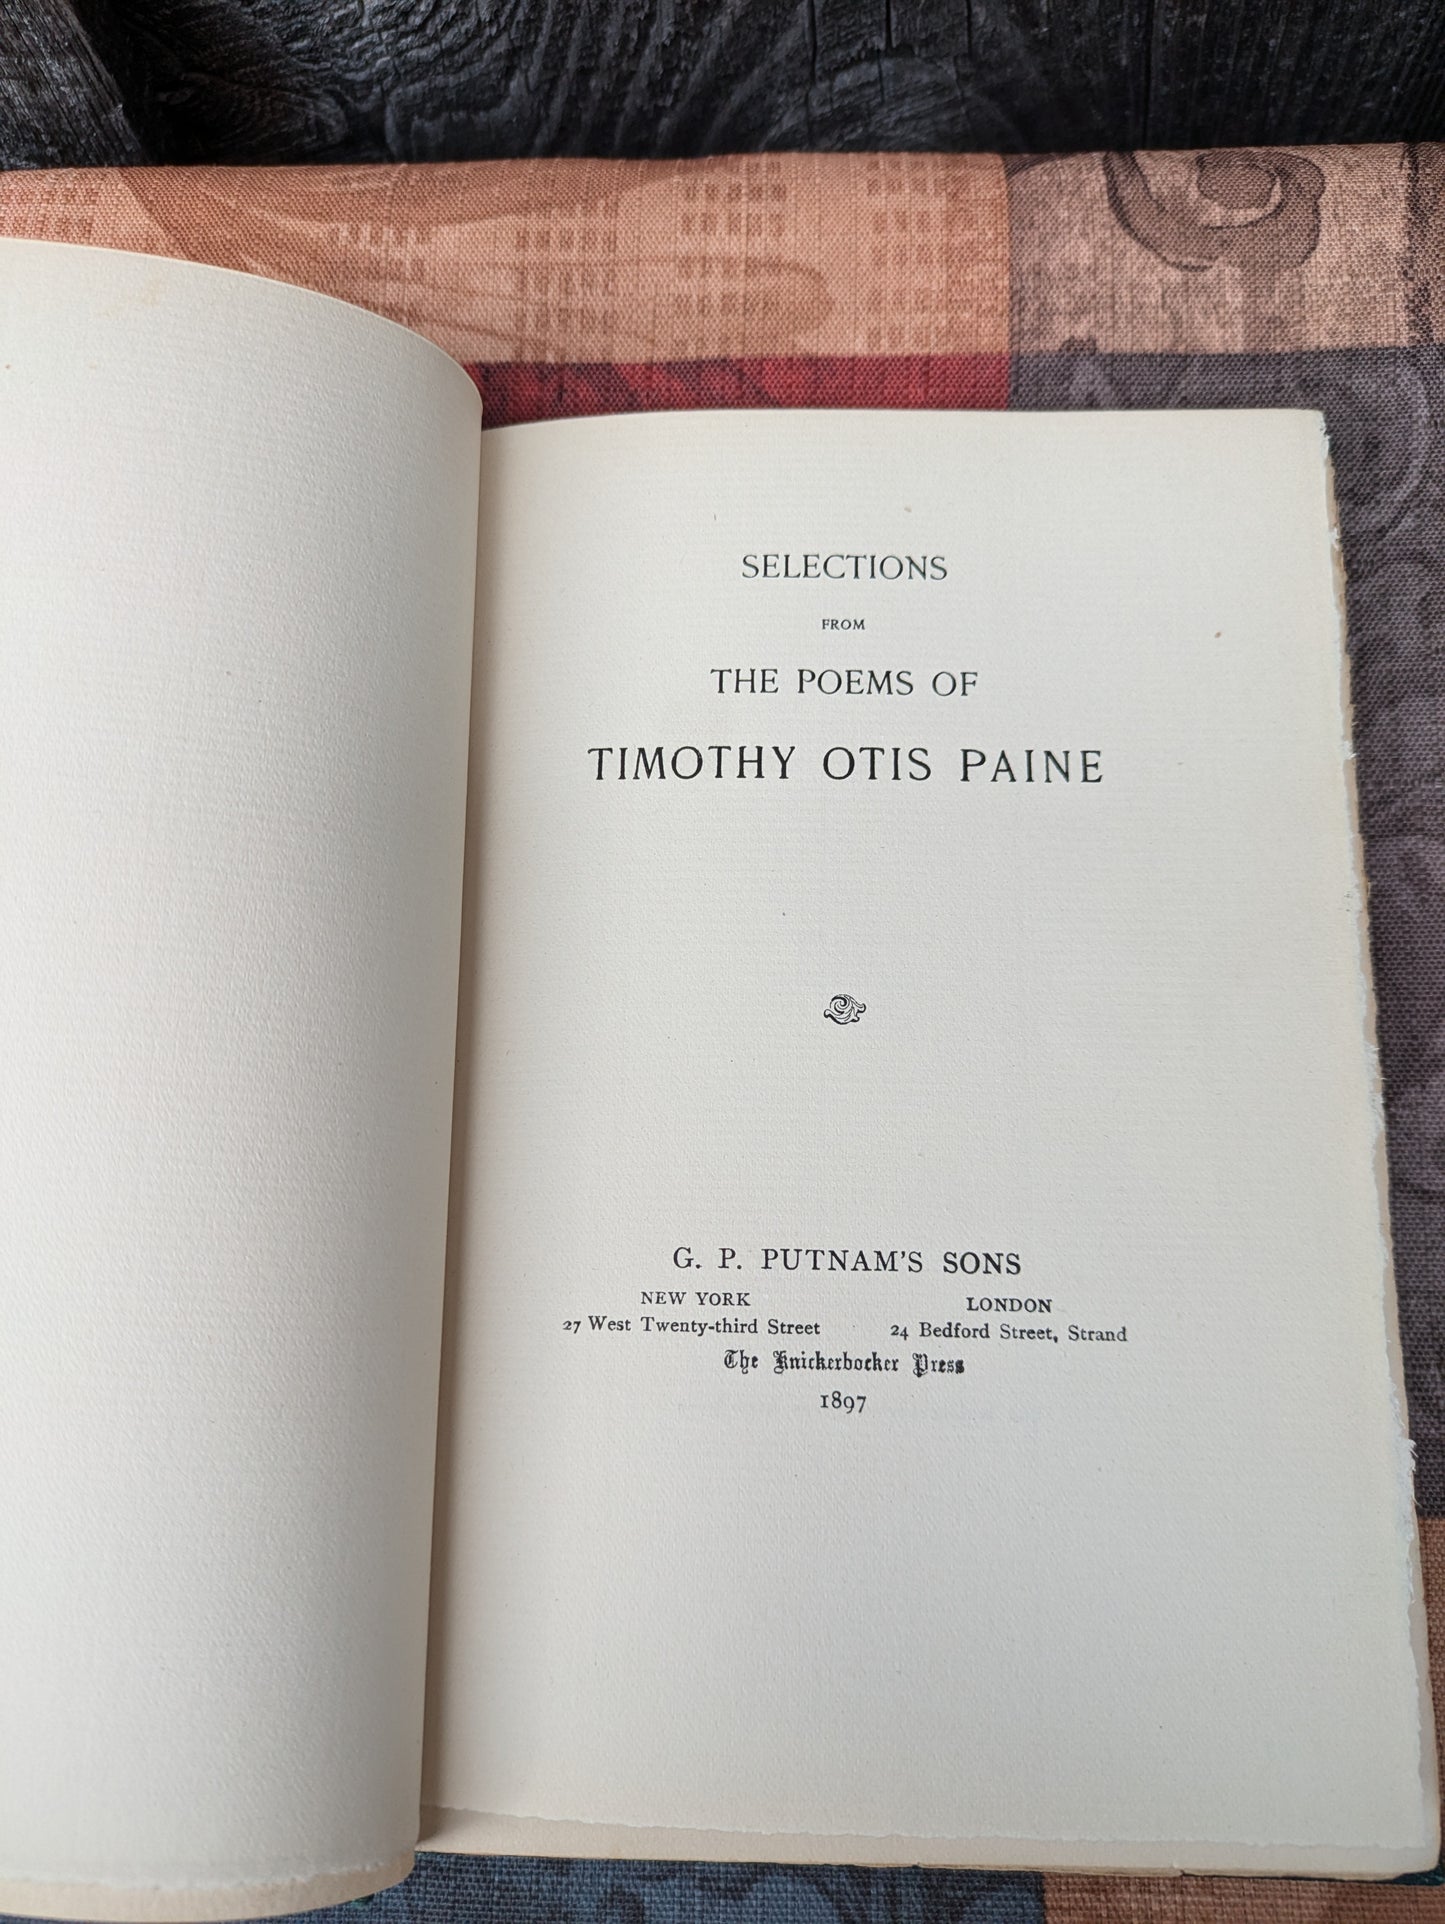 SELECTIONS
FROM
THE POEMS OF
TIMOTHY OTIS PAINE
G. P. PUTNAM'S SONS
NEW YORK LONDON
27 West Twenty-third Street 24 Bedford Street, Strand
The Knickerbocker Press
1897